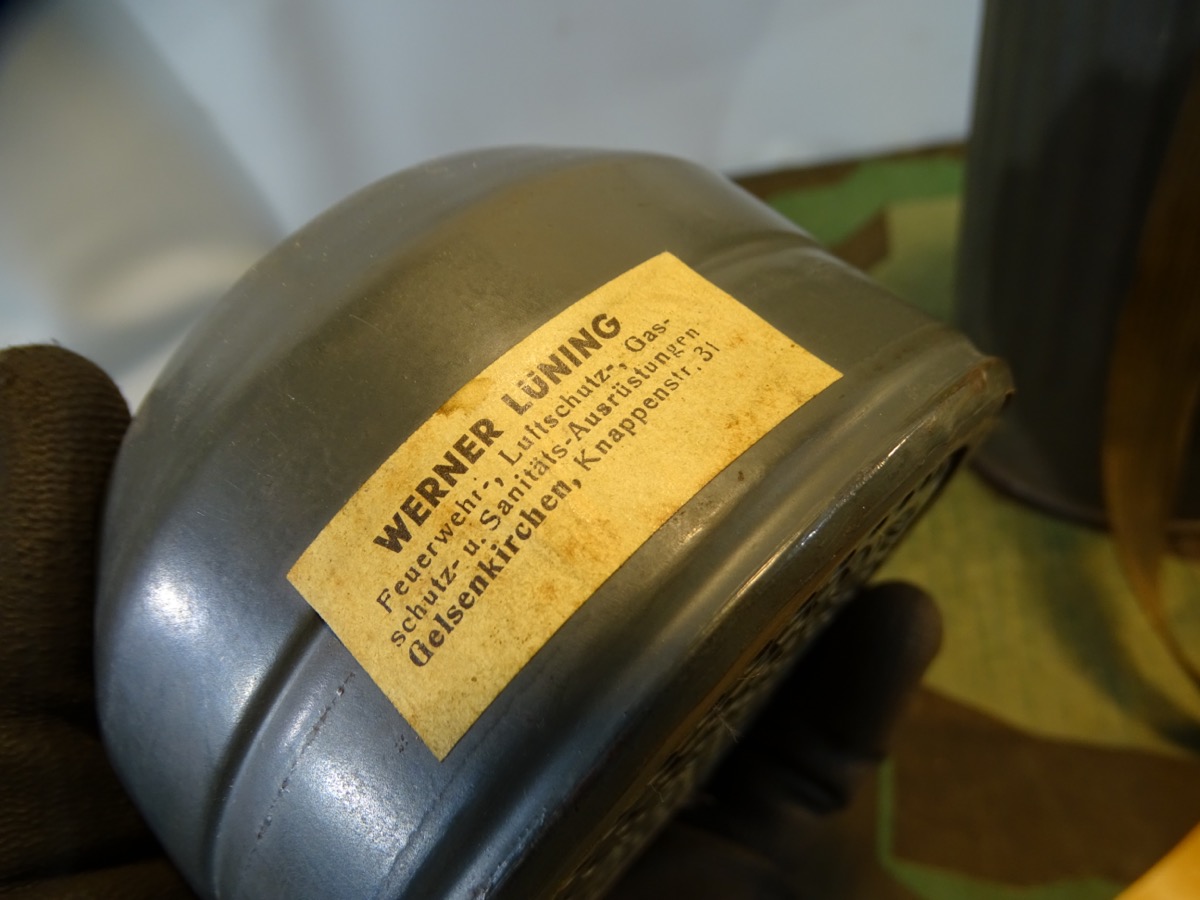 WERNER LÜNING
Feuerwehr-, Luftschutz-, Gas-
schutz- u. Sanitäts-Ausrüstungen
Gelsenkirchen, Knappenstr. 31